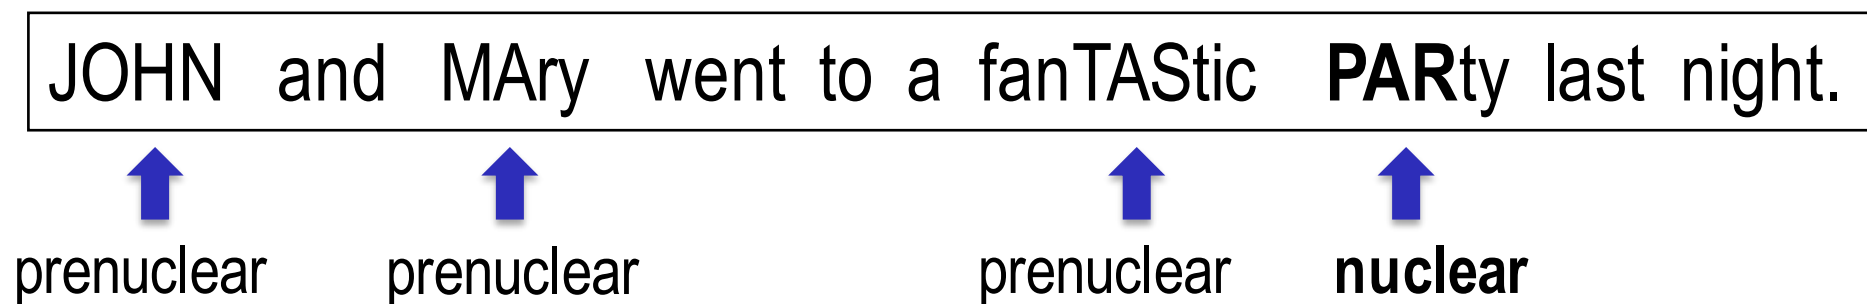 JOHN and MAry went to a fanTAStic PARty last night.
prenuclear prenuclear prenuclear nuclear